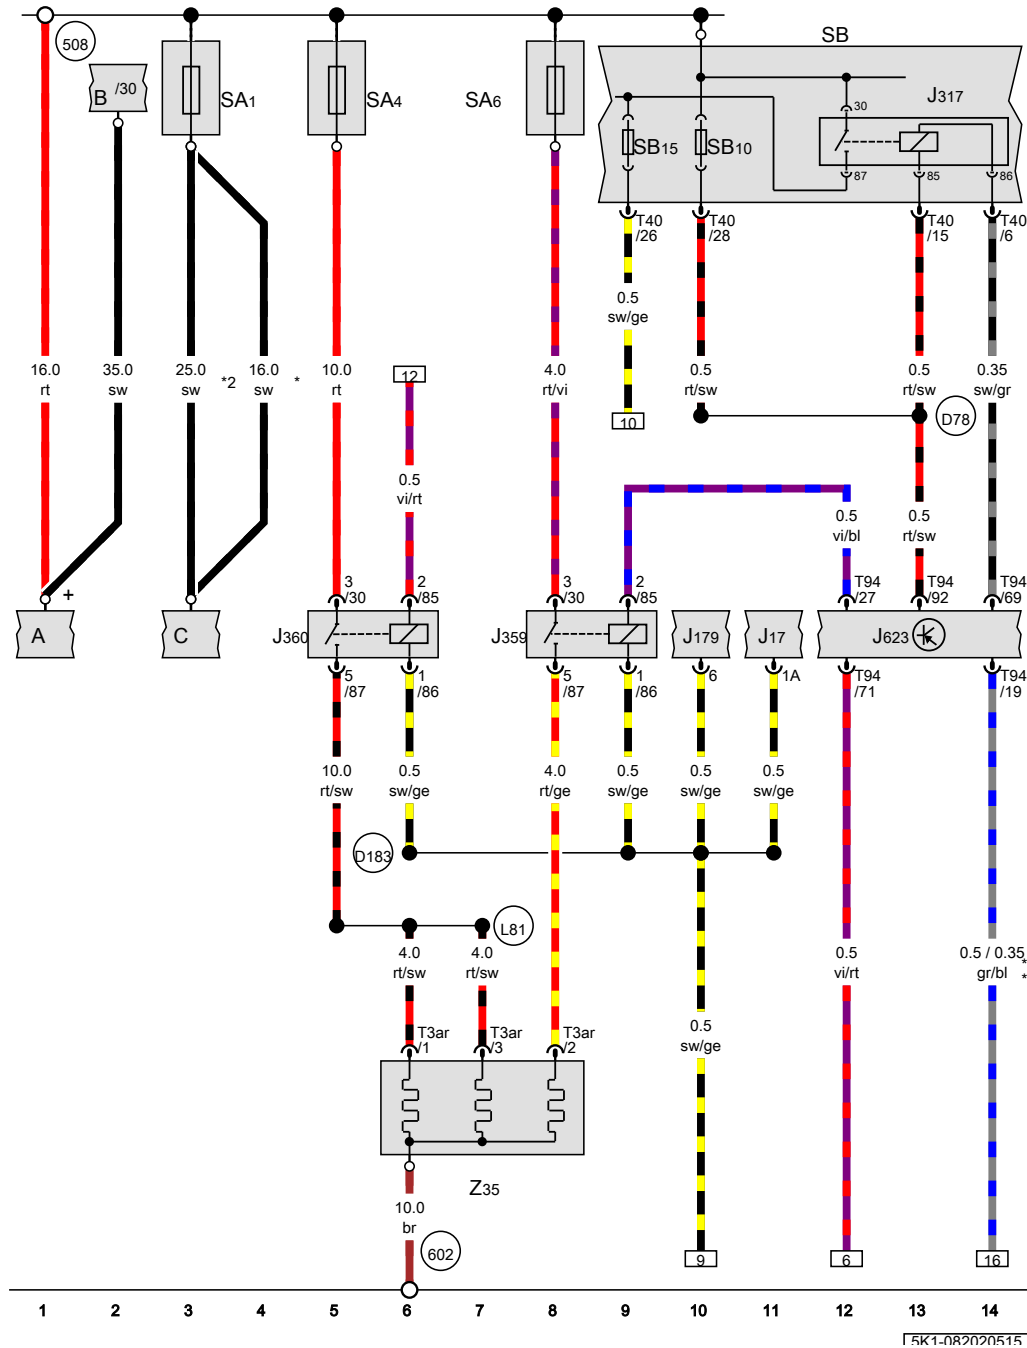 508
B /30
SA1
SA4
SA6
SB
J317
30
SB15
SB10
87
85
86
T40
/26
T40
/28
T40
/15
T40
/6
0.5
sw/ge
16.0
rt
35.0
sw
25.0
sw
*2
16.0
sw
*
10.0
rt
12
4.0
rt/vi
0.5
rt/sw
0.5
rt/sw
0.35
sw/gr
10
D78
0.5
vi/rt
0.5
vi/bl
0.5
rt/sw
+
3
/30
2
/85
3
/30
2
/85
T94
/27
T94
/92
T94
/69
A
C
J360
J359
J179
J17
J623
5
/87
1
/86
5
/87
1
/86
6
1A
T94
/71
T94
/19
10.0
rt/sw
0.5
sw/ge
4.0
rt/ge
0.5
sw/ge
0.5
sw/ge
0.5
sw/ge
D183
L81
4.0
rt/sw
4.0
rt/sw
0.5
vi/rt
0.5 / 0.35
gr/bl
*
*
T3ar
/1
T3ar
/3
T3ar
/2
0.5
sw/ge
Z35
10.0
br
602
9
6
16
1 2 3 4 5 6 7 8 9 10 11 12 13 14
5K1-082020515